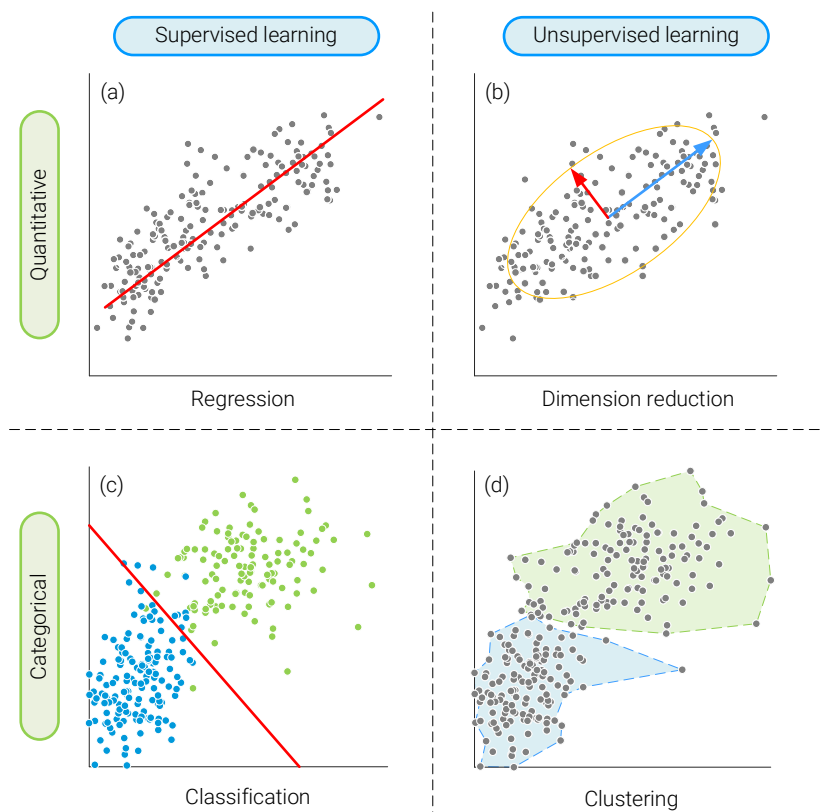 Supervised learning
Unsupervised learning
Quantitative
(a)
(b)
Regression
Dimension reduction
Categorical
(c)
(d)
Classification
Clustering